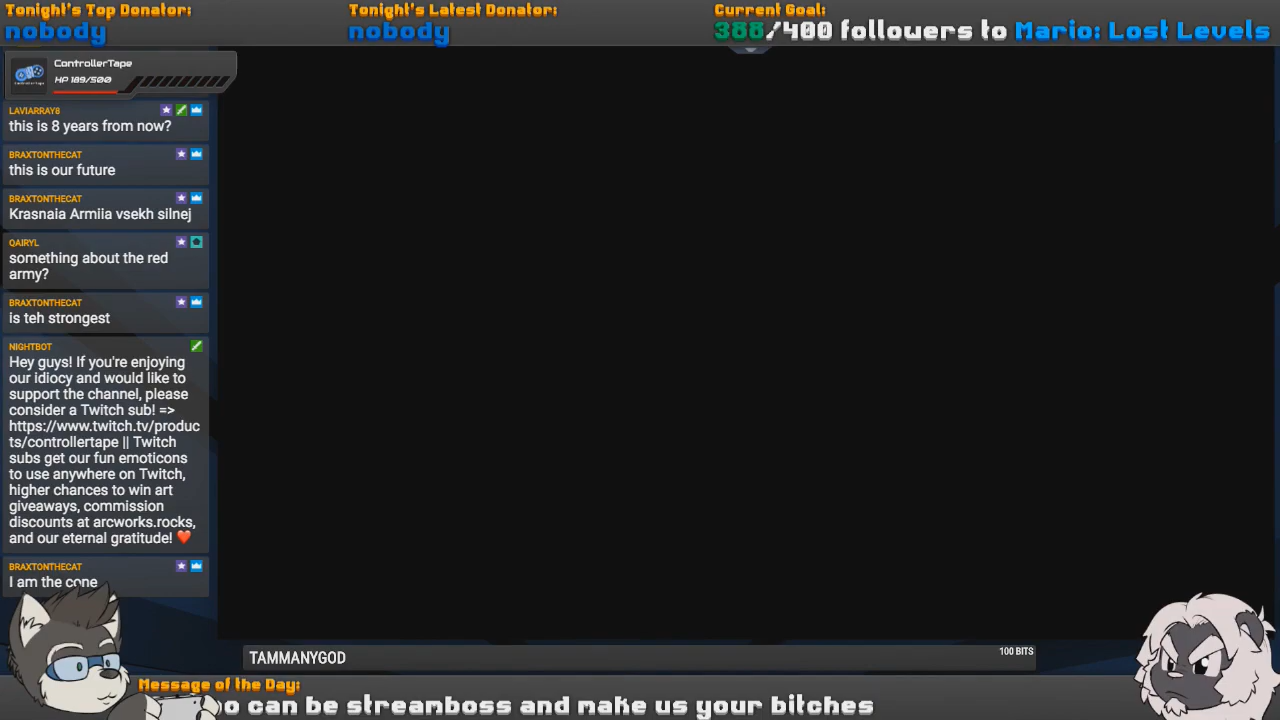 Tonight's Top Donator:
nobody
Tonight's Latest Donator:
nobody
Current Goal:
388/400 followers to Mario: Lost Levels
ControllerTape
HP 189/500
LAVIARRAY8
this is 8 years from now?
BRAXTONTHECAT
this is our future
BRAXTONTHECAT
Krasnaia Armiia vsekh silnej
QAIRYL
something about the red
army?
BRAXTONTHECAT
is teh strongest
NIGHTBOT
Hey guys! If you're enjoying
our idiocy and would like to
support the channel, please
consider a Twitch sub! =>
https://www.twitch.tv/produc
ts/controllertape || Twitch
subs get our fun emoticons
to use anywhere on Twitch,
higher chances to win art
giveaways, commission
discounts at arcworks.rocks,
and our eternal gratitude! ❤️
BRAXTONTHECAT
I am the cone
TAMMANYGOD
100 BITS
Message of the Day:
o can be streamboss and make us your bitches